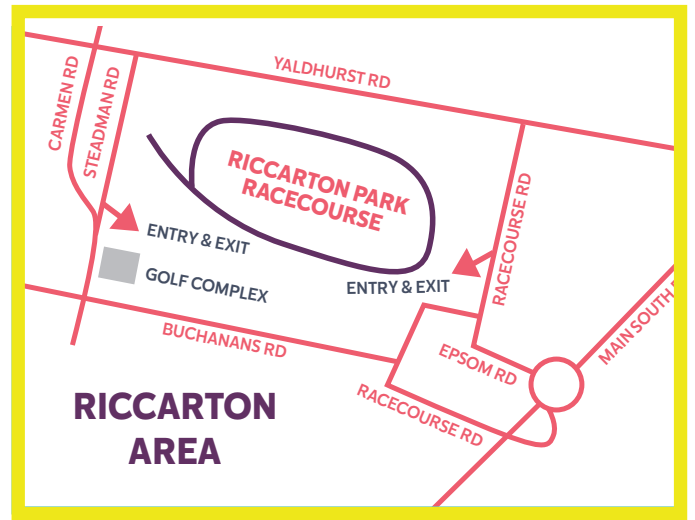 YALDHURST RD
CARMEN RD
STEADMAN RD
RICCARTON PARK
RACECOURSE
RACECOURSE RD
ENTRY & EXIT
ENTRY & EXIT
GOLF COMPLEX
MAIN SOUTH
BUCHANANS RD
EPSOM RD
RACECOURSE RD
RICCARTON
AREA